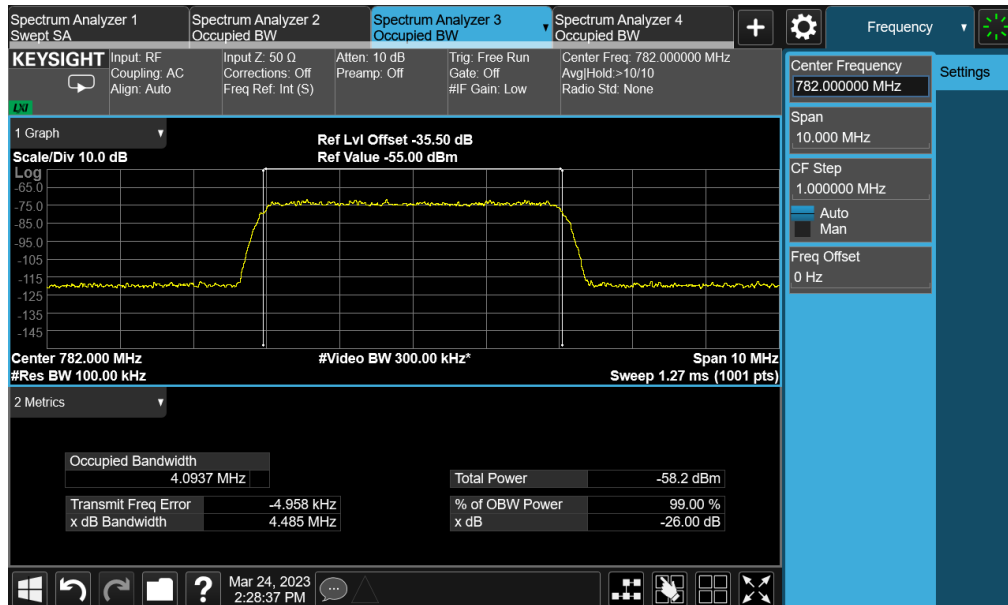 Spectrum Analyzer 1
Swept SA
Spectrum Analyzer 2
Occupied BW
Spectrum Analyzer 3
Occupied BW
Spectrum Analyzer 4
Occupied BW
+
Frequency
KEYSIGHT
LXI
Input: RF
Coupling: AC
Align: Auto
Input Z: 50 Ω
Corrections: Off
Freq Ref: Int (S)
Atten: 10 dB
Preamp: Off
Trig: Free Run
Gate: Off
#IF Gain: Low
Center Freq: 782.000000 MHz
Avg|Hold:>10/10
Radio Std: None
Center Frequency
782.000000 MHz
Settings
Span
10.000 MHz
CF Step
1.000000 MHz
Auto
Man
Freq Offset
0 Hz
1 Graph
Scale/Div 10.0 dB
Ref Lvl Offset -35.50 dB
Ref Value -55.00 dBm
Log
-65.0
-75.0
-85.0
-95.0
-105
-115
-125
-135
-145
Center 782.000 MHz
#Video BW 300.00 kHz*
Span 10 MHz
#Res BW 100.00 kHz
Sweep 1.27 ms (1001 pts)
2 Metrics
Occupied Bandwidth
4.0937 MHz
Total Power -58.2 dBm
Transmit Freq Error -4.958 kHz
% of OBW Power 99.00 %
x dB Bandwidth 4.485 MHz
x dB -26.00 dB
?
Mar 24, 2023
2:28:37 PM